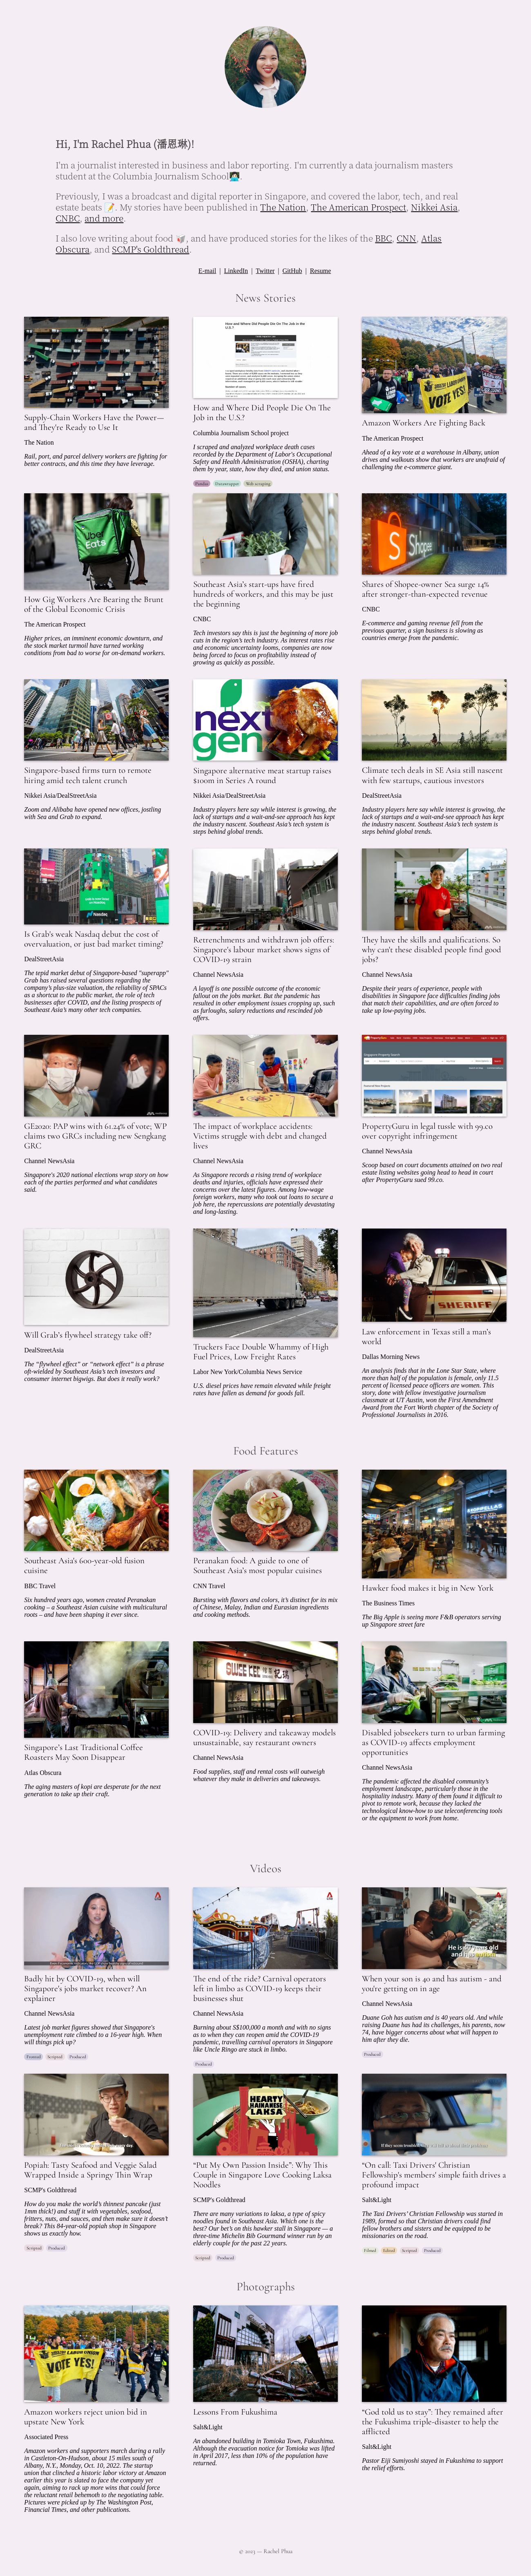 Hi, I'm Rachel Phua (潘恩琳)!
I'm a journalist interested in business and labor reporting. I'm currently a data journalism masters
student at the Columbia Journalism School👩🏻‍💻.
Previously, I was a broadcast and digital reporter in Singapore, and covered the labor, tech, and real
estate beats 📝. My stories have been published in The Nation, The American Prospect, Nikkei Asia,
CNBC, and more.
I also love writing about food 🥡, and have produced stories for the likes of the BBC, CNN, Atlas
Obscura, and SCMP's Goldthread.
E-mail | LinkedIn | Twitter | GitHub | Resume
News Stories
Supply-Chain Workers Have the Power—
and They're Ready to Use It
The Nation
Rail, port, and parcel delivery workers are fighting for
better contracts, and this time they have leverage.
How and Where Did People Die On The Job in the
U.S.?
How and Where Did People Die On The
Job in the U.S.?
Columbia Journalism School project
I scraped and analyzed workplace death cases
recorded by the Department of Labor's Occupational
Safety and Health Administration (OSHA), charting
them by year, state, how they died, and union status.
Pandas Datawrapper Web scraping
VOTE YES!
Amazon Workers Are Fighting Back
The American Prospect
Ahead of a key vote at a warehouse in Albany, union
drives and walkouts show that workers are unafraid of
challenging the e-commerce giant.
Uber
Eats
How Gig Workers Are Bearing the Brunt
of the Global Economic Crisis
The American Prospect
Higher prices, an imminent economic downturn, and
the stock market turmoil have turned working
conditions from bad to worse for on-demand workers.
Southeast Asia's start-ups have fired
hundreds of workers, and this may be just
the beginning
CNBC
Tech investors say this is just the beginning of more job
cuts in the region's tech industry. As interest rates rise
and economic uncertainty looms, companies are now
being forced to focus on profitability instead of
growing as quickly as possible.
Shopee
Shares of Shopee-owner Sea surge 14%
after stronger-than-expected revenue
CNBC
E-commerce and gaming revenue fell from the
previous quarter, a sign business is slowing as
countries emerge from the pandemic.
Singapore-based firms turn to remote
hiring amid tech talent crunch
Nikkei Asia/DealStreetAsia
Zoom and Alibaba have opened new offices, jostling
with Sea and Grab to expand.
next
gen
Singapore alternative meat startup raises
$100m in Series A round
Nikkei Asia/DealStreetAsia
Industry players here say while interest is growing, the
lack of startups and a wait-and-see approach has kept
the industry nascent. Southeast Asia's tech system is
steps behind global trends.
Climate tech deals in SE Asia still nascent
with few startups, cautious investors
DealStreetAsia
Industry players here say while interest is growing, the
lack of startups and a wait-and-see approach has kept
the industry nascent. Southeast Asia's tech system is
steps behind global trends.
Is Grab's weak Nasdaq debut the cost of
overvaluation, or just bad market timing?
DealStreetAsia
The tepid market debut of Singapore-based "superapp"
Grab has raised several questions regarding the
company's plus-size valuation, the reliability of SPACs
as a shortcut to the public market, the role of tech
businesses after COVID, and the listing prospects of
Southeast Asia's many other tech companies.
Retrenchments and withdrawn job offers:
Singapore's labour market shows signs of
COVID-19 strain
Channel NewsAsia
A layoff is one possible outcome of the economic
fallout on the jobs market. But the pandemic has
resulted in other employment issues cropping up, such
as furloughs, salary reductions and rescinded job
offers.
They have the skills and qualifications. So
why can't these disabled people find good
jobs?
Channel NewsAsia
Despite their years of experience, people with
disabilities in Singapore face difficulties finding jobs
that match their capabilities, and are often forced to
take up low-paying jobs.
GE2020: PAP wins with 61.24% of vote; WP
claims two GRCs including new Sengkang
GRC
Channel NewsAsia
Singapore's 2020 national elections wrap story on how
each of the parties performed and what candidates
said.
The impact of workplace accidents:
Victims struggle with debt and changed
lives
Channel NewsAsia
As Singapore records a rising trend of workplace
deaths and injuries, officials have expressed their
concerns over the latest figures. Among low-wage
foreign workers, many who took out loans to secure a
job here, the repercussions are potentially devastating
and long-lasting.
PropertyGuru in legal tussle with 99.co
over copyright infringement
Channel NewsAsia
Scoop based on court documents attained on two real
estate listing websites going head to head in court
after PropertyGuru sued 99.co.
Will Grab's flywheel strategy take off?
DealStreetAsia
The “flywheel effect” or “network effect” is a phrase
oft-wielded by Southeast Asia's tech investors and
consumer internet bigwigs. But does it really work?
Truckers Face Double Whammy of High
Fuel Prices, Low Freight Rates
Labor New York/Columbia News Service
U.S. diesel prices have remain elevated while freight
rates have fallen as demand for goods fall.
SHERIFF
Law enforcement in Texas still a man's
world
Dallas Morning News
An analysis finds that in the Lone Star State, where
more than half of the population is female, only 11.5
percent of licensed peace officers are women. This
story, done with fellow investigative journalism
classmate at UT Austin, won the First Amendment
Award from the Fort Worth chapter of the Society of
Professional Journalists in 2016.
Food Features
Southeast Asia's 600-year-old fusion
cuisine
BBC Travel
Six hundred years ago, women created Peranakan
cooking – a Southeast Asian cuisine with multicultural
roots – and have been shaping it ever since.
Peranakan food: A guide to one of
Southeast Asia's most popular cuisines
CNN Travel
Bursting with flavors and colors, it's distinct for its mix
of Chinese, Malay, Indian and Eurasian ingredients
and cooking methods.
Hawker food makes it big in New York
The Business Times
The Big Apple is seeing more F&B operators serving
up Singapore street fare
Singapore's Last Traditional Coffee
Roasters May Soon Disappear
Atlas Obscura
The aging masters of kopi are desperate for the next
generation to take up their craft.
SWEE KEE
COVID-19: Delivery and takeaway models
unsustainable, say restaurant owners
Channel NewsAsia
Food supplies, staff and rental costs will outweigh
whatever they make in deliveries and takeaways.
Disabled jobseekers turn to urban farming
as COVID-19 affects employment
opportunities
Channel NewsAsia
The pandemic affected the disabled community's
employment landscape, particularly those in the
hospitality industry. Many of them found it difficult to
pivot to remote work, because they lacked the
technological know-how to use teleconferencing tools
or the equipment to work from home.
Videos
Badly hit by COVID-19, when will
Singapore's jobs market recover? An
explainer
Channel NewsAsia
Latest job market figures showed that Singapore's
unemployment rate climbed to a 16-year high. When
will things pick up?
Scripted Produced
The end of the ride? Carnival operators
left in limbo as COVID-19 keeps their
businesses shut
Channel NewsAsia
Burning about S$100,000 a month and with no signs
as to when they can reopen amid the COVID-19
pandemic, travelling carnival operators in Singapore
like Uncle Ringo are stuck in limbo.
Produced
When your son is 40 and has autism - and
you're getting on in age
Channel NewsAsia
Duane Goh has autism and is 40 years old. And while
raising Duane has had its challenges, his parents, now
74, have bigger concerns about what will happen to
him after they die.
Produced
Popiah: Tasty Seafood and Veggie Salad
Wrapped Inside a Springy Thin Wrap
SCMP's Goldthread
How do you make the world's thinnest pancake (just
1mm thick!) and stuff it with vegetables, seafood,
fritters, nuts, and sauces, and then make sure it doesn't
break? This 84-year-old popiah shop in Singapore
shows us exactly how.
Scripted Produced
HEARTY
HAINANESE
LAKSA
“Put My Own Passion Inside”: Why This
Couple in Singapore Love Cooking Laksa
Noodles
SCMP's Goldthread
There are many variations to laksa, a type of spicy
noodles found in Southeast Asia. Which one is the
best? Our bet's on this hawker stall in Singapore — a
three-time Michelin Bib Gourmand winner run by an
elderly couple for the past 22 years.
Scripted Produced
“On call: Taxi Drivers' Christian
Fellowship's members' simple faith drives a
profound impact
Salt&Light
The Taxi Drivers' Christian Fellowship was started in
1989, formed so that Christian drivers could find
fellow brothers and sisters and be equipped to be
missionaries on the road.
Filmed Edited Scripted Produced
Photographs
VOTE YES!
Amazon workers reject union bid in
upstate New York
Associated Press
Amazon workers and supporters march during a rally
in Castleton-On-Hudson, about 15 miles south of
Albany, N.Y., Monday, Oct. 10, 2022. The startup
union that clinched a historic labor victory at Amazon
earlier this year is slated to face the company yet
again, aiming to rack up more wins that could force
the reluctant retail behemoth to the negotiating table.
Pictures were picked up by The Washington Post,
Financial Times, and other publications.
Lessons From Fukushima
Salt&Light
An abandoned building in Tomioka Town, Fukushima.
Although the evacuation notice for Tomioka was lifted
in April 2017, less than 10% of the population have
returned.
“God told us to stay”: They remained after
the Fukushima triple-disaster to help the
afflicted
Salt&Light
Pastor Eiji Sumiyoshi stayed in Fukushima to support
the relief efforts.
© 2023 — Rachel Phua